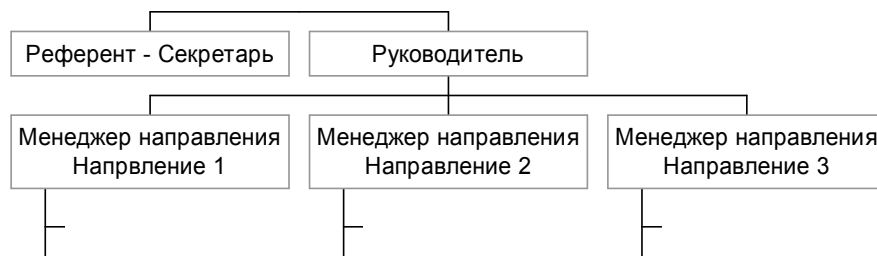 Референт - Секретарь
Руководитель
Менеджер направления
Напрвление 1
Менеджер направления
Направление 2
Менеджер направления
Направление 3